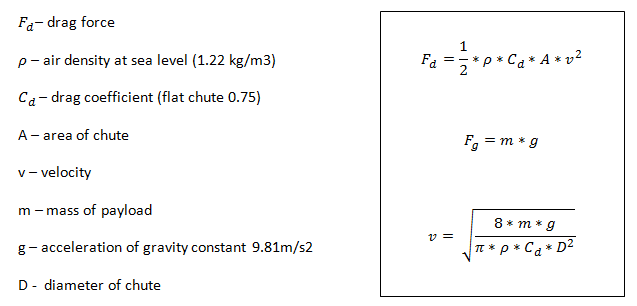 F_d – drag force
ρ – air density at sea level (1.22 kg/m3)
C_d – drag coefficient (flat chute 0.75)
A – area of chute
v – velocity
m – mass of payload
g – acceleration of gravity constant 9.81m/s2
D - diameter of chute
F_d = 1/2 * ρ * C_d * A * v²
F_g = m * g
v = √((8 * m * g)/(π * ρ * C_d * D²))